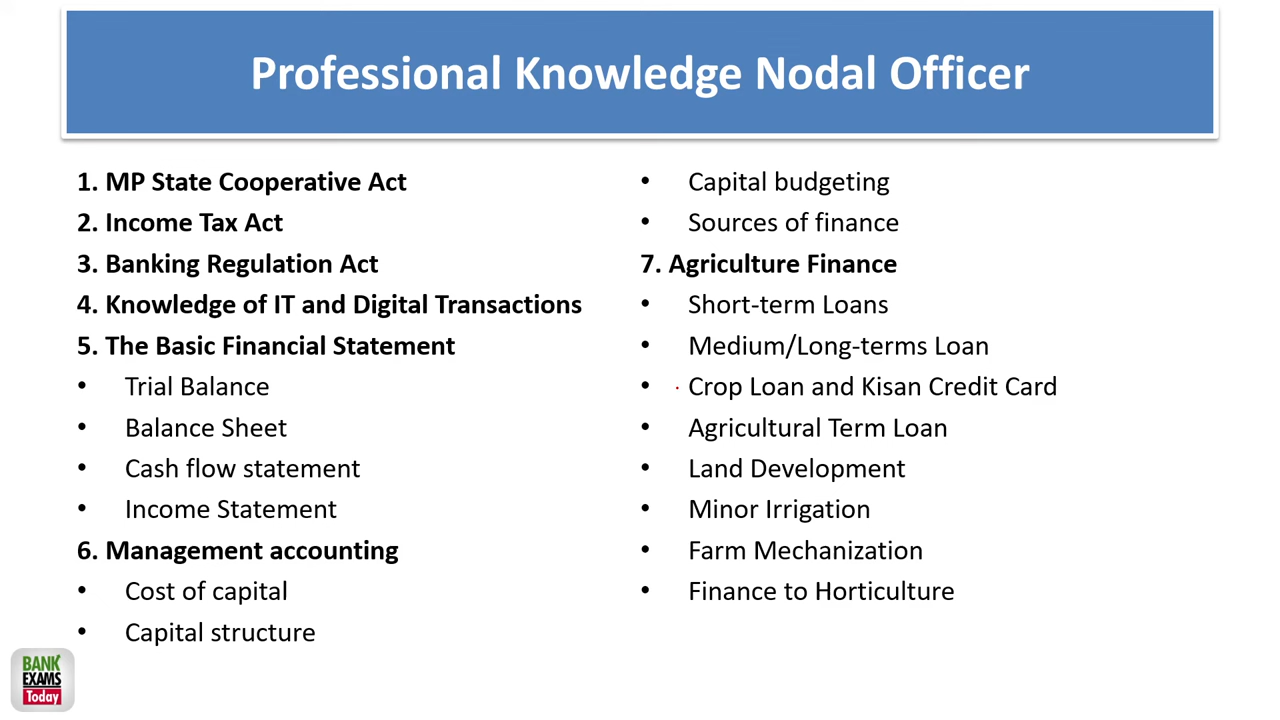 Professional Knowledge Nodal Officer
1. MP State Cooperative Act
2. Income Tax Act
3. Banking Regulation Act
4. Knowledge of IT and Digital Transactions
5. The Basic Financial Statement
• Trial Balance
• Balance Sheet
• Cash flow statement
• Income Statement
6. Management accounting
• Cost of capital
• Capital structure
• Capital budgeting
• Sources of finance
7. Agriculture Finance
• Short-term Loans
• Medium/Long-terms Loan
• Crop Loan and Kisan Credit Card
• Agricultural Term Loan
• Land Development
• Minor Irrigation
• Farm Mechanization
• Finance to Horticulture
BANK
EXAMS
Today